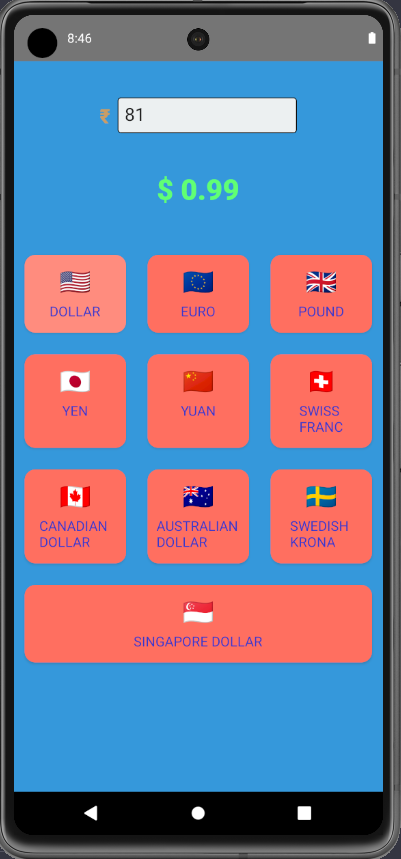 8:46
₹ 81
$ 0.99
DOLLAR
EURO
POUND
YEN
YUAN
SWISS
FRANC
CANADIAN
DOLLAR
AUSTRALIAN
DOLLAR
SWEDISH
KRONA
SINGAPORE DOLLAR